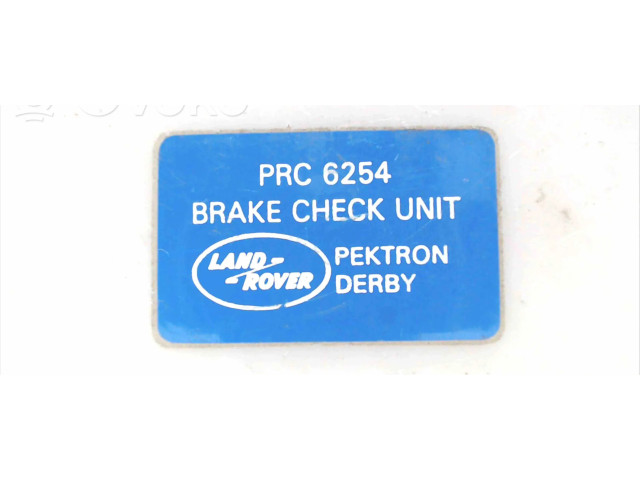 PRC 6254
BRAKE CHECK UNIT
LAND
ROVER
PEKTRON
DERBY